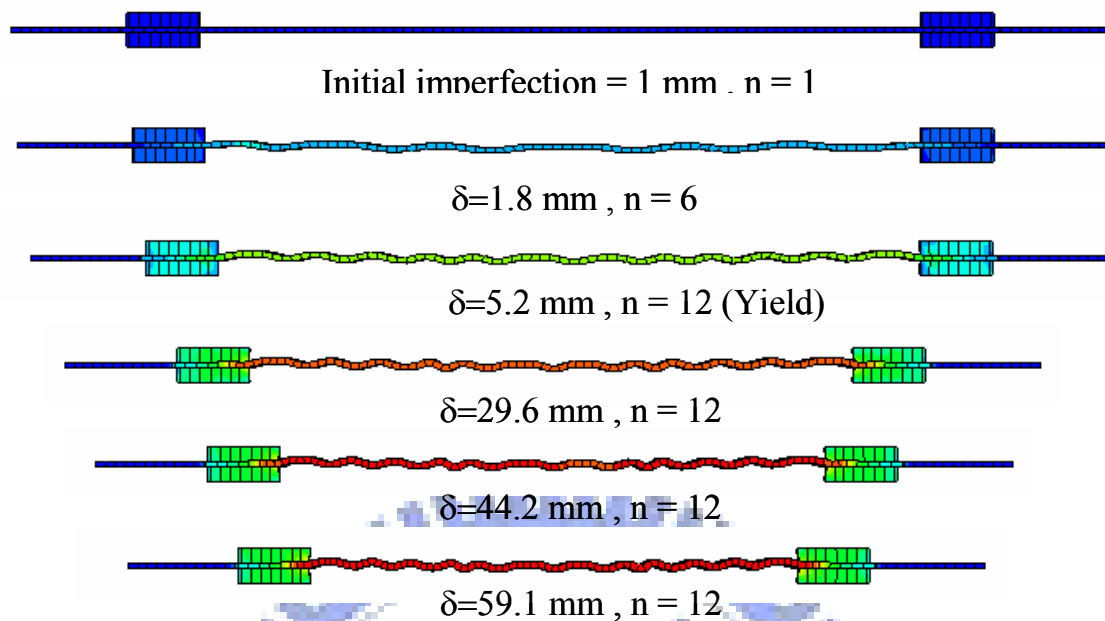 Initial imperfection = 1 mm , n = 1
δ=1.8 mm , n = 6
δ=5.2 mm , n = 12 (Yield)
δ=29.6 mm , n = 12
δ=44.2 mm , n = 12
δ=59.1 mm , n = 12